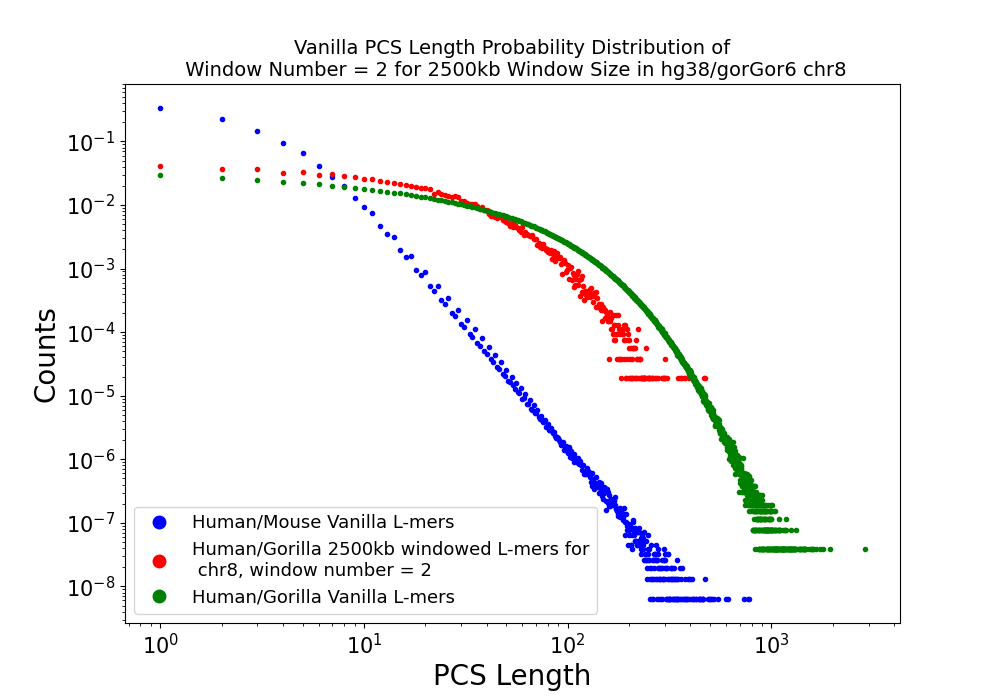 Vanilla PCS Length Probability Distribution of
Window Number = 2 for 2500kb Window Size in hg38/gorGor6 chr8
Counts
10⁻¹
10⁻²
10⁻³
10⁻⁴
10⁻⁵
10⁻⁶
10⁻⁷
10⁻⁸
Human/Mouse Vanilla L-mers
Human/Gorilla 2500kb windowed L-mers for
chr8, window number = 2
Human/Gorilla Vanilla L-mers
10⁰ 10¹ 10² 10³
PCS Length